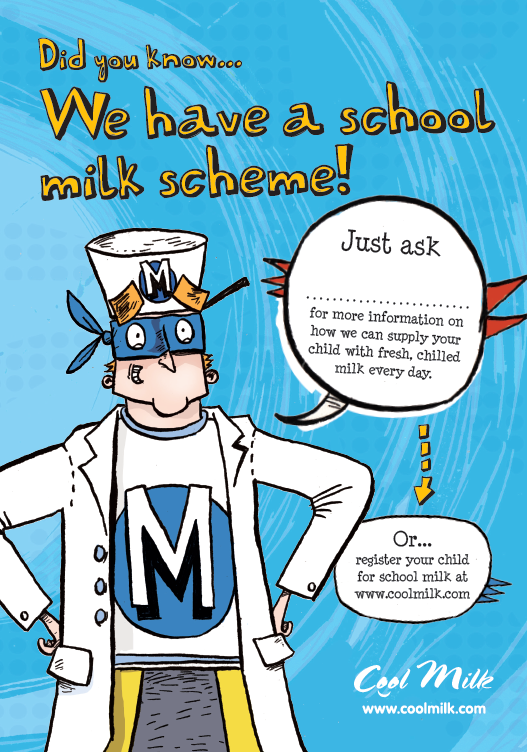 Did you know...
We have a school
milk scheme!
Just ask
............................
for more information on
how we can supply your
child with fresh, chilled
milk every day.
M
M
Or...
register your child
for school milk at
www.coolmilk.com
Cool Milk
www.coolmilk.com